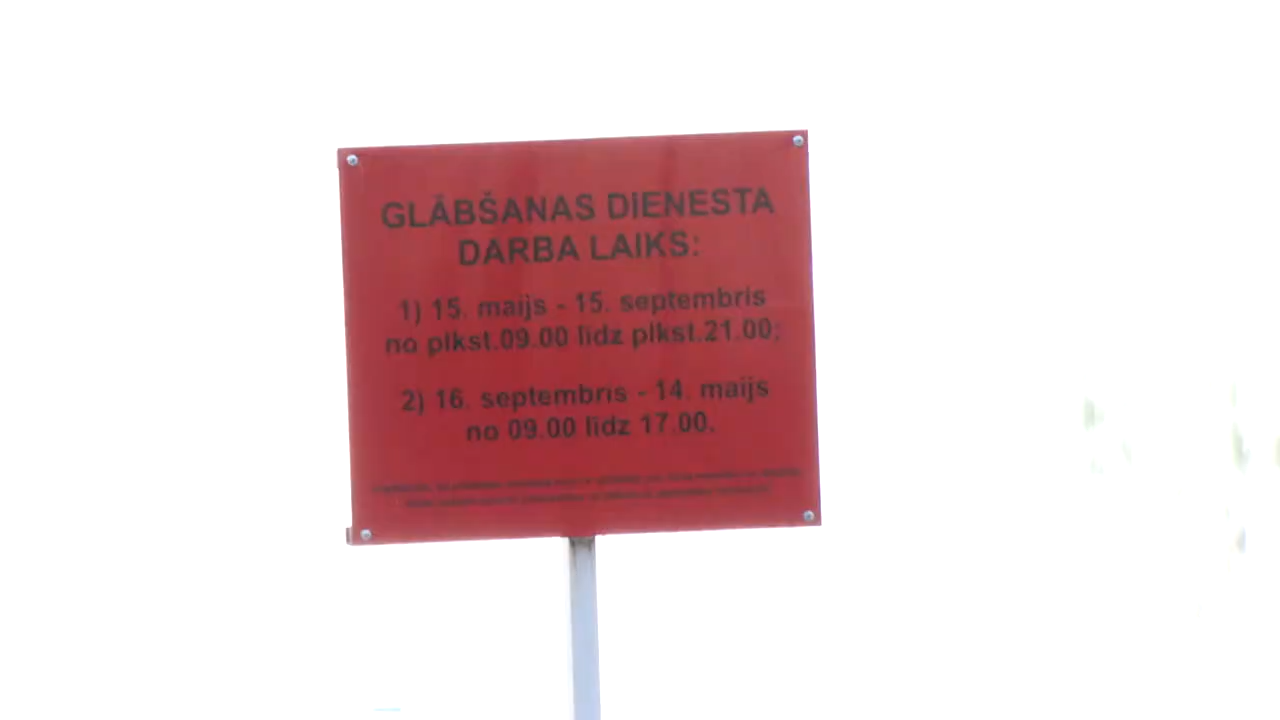 GLĀBŠANAS DIENESTA
DARBA LAIKS:
1) 15. maijs - 15. septembris
no plkst.09.00 līdz plkst.21.00;
2) 16. septembris - 14. maijs
no 09.00 līdz 17.00.